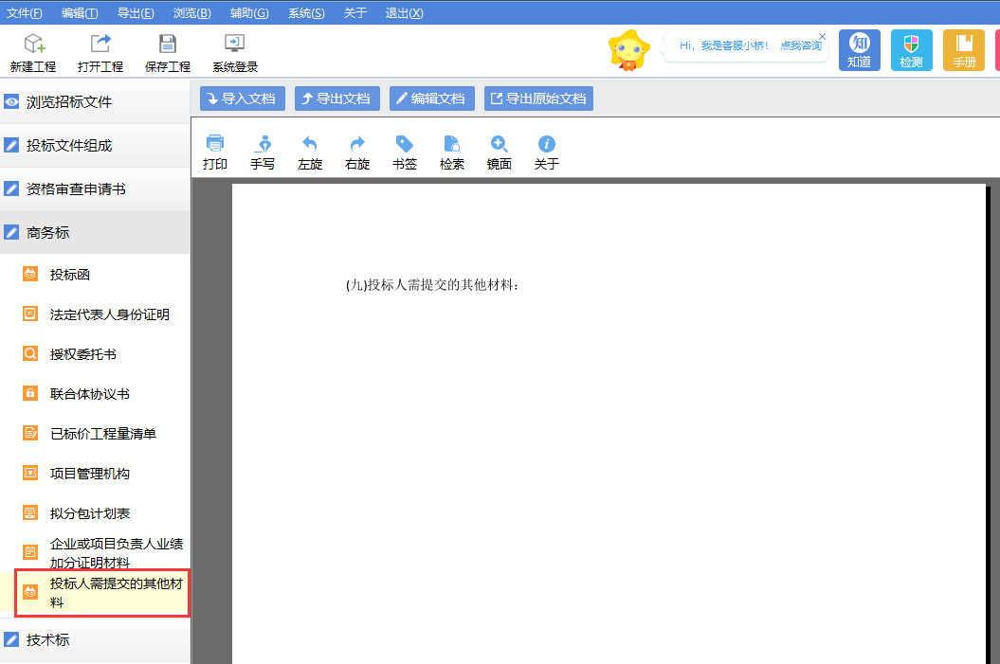 文件(F) 编辑(T) 导出(E) 浏览(B) 辅助(G) 系统(S) 关于 退出(X)
新建工程 打开工程 保存工程 系统登录
Hi，我是客服小桥！ 点我咨询
知
知道 检测 手册
浏览招标文件
投标文件组成
资格审查申请书
商务标
投标函
法定代表人身份证明
授权委托书
联合体协议书
已标价工程量清单
项目管理机构
拟分包计划表
企业或项目负责人业绩
加分证明材料
投标人需提交的其他材
料
技术标
导入文档 导出文档 编辑文档 导出原始文档
打印 手写 左旋 右旋 书签 检索 镜面 关于
(九)投标人需提交的其他材料：